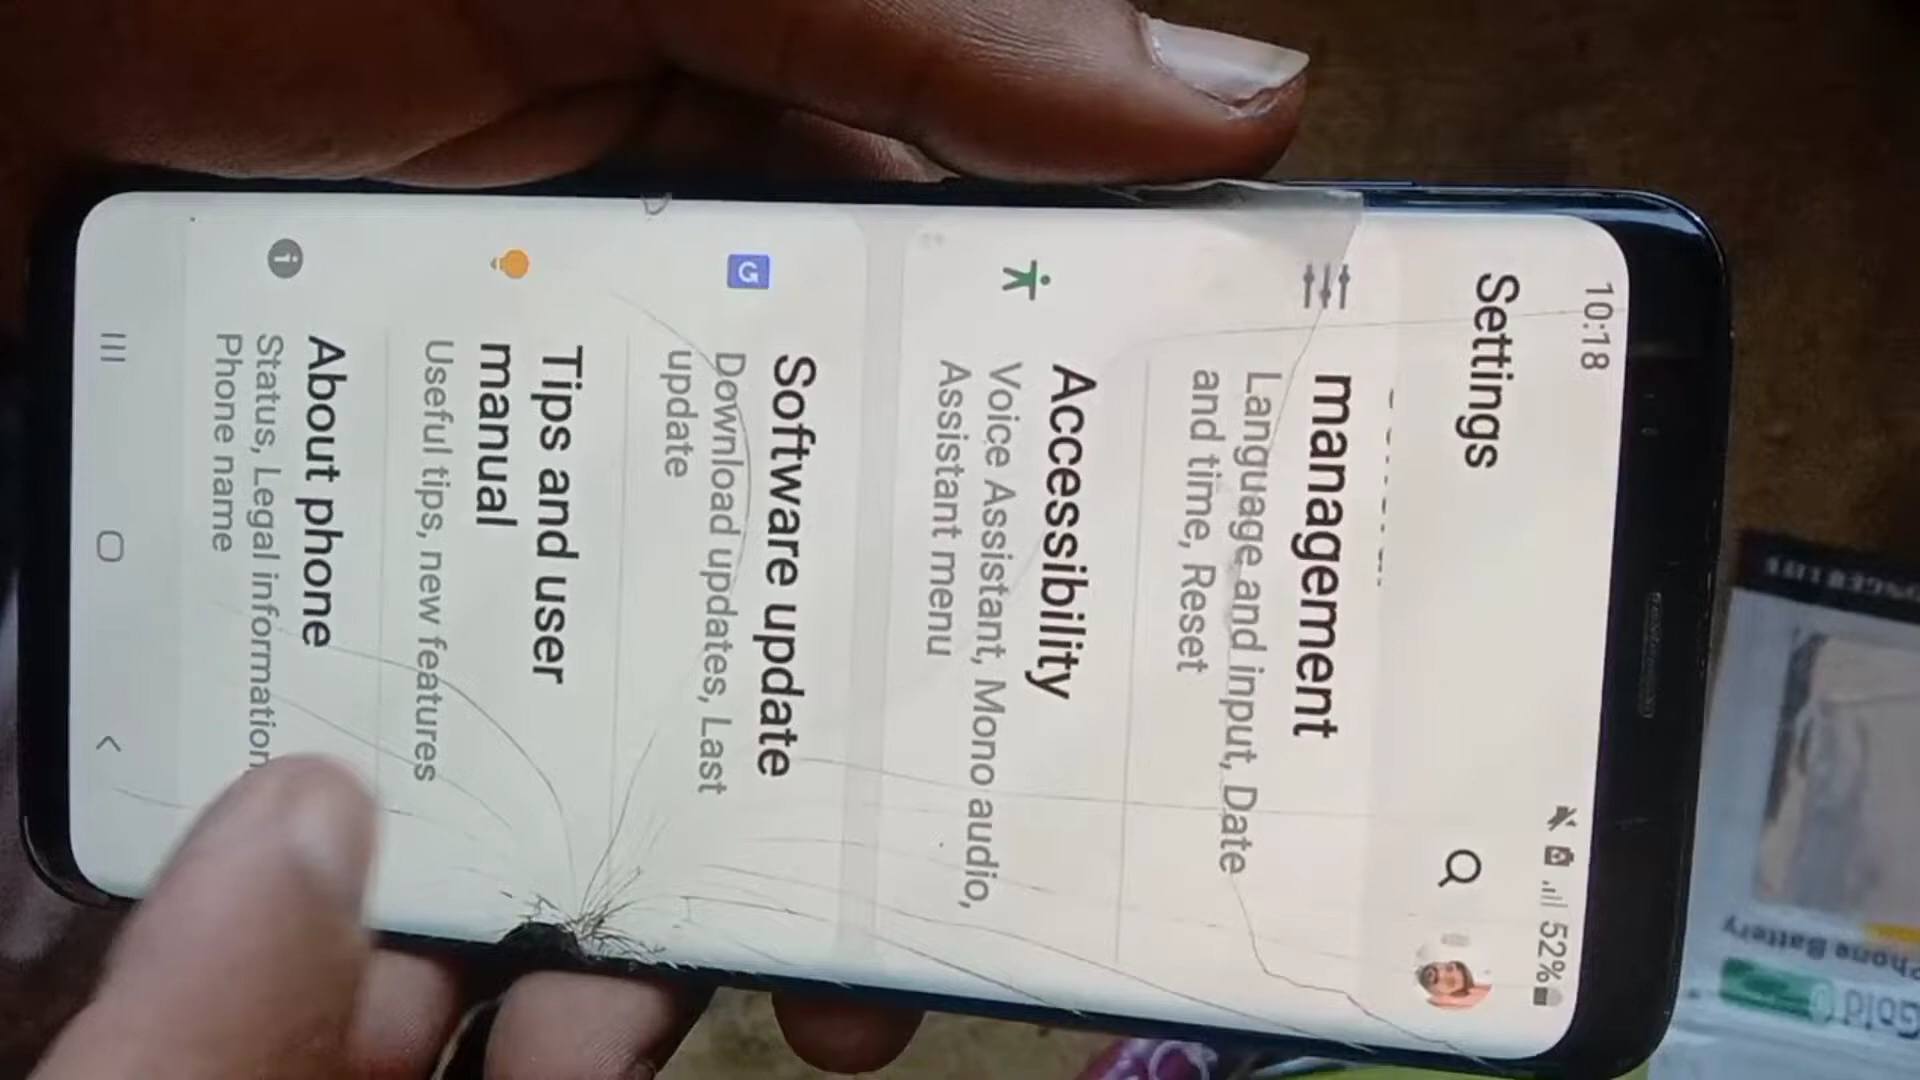 10:18
52%
Settings
management
Language and input, Date
and time, Reset
Accessibility
Voice Assistant, Mono audio,
Assistant menu
Software update
Download updates, Last
update
Tips and user
manual
Useful tips, new features
About phone
Status, Legal information
Phone name
Gold
hone Battery